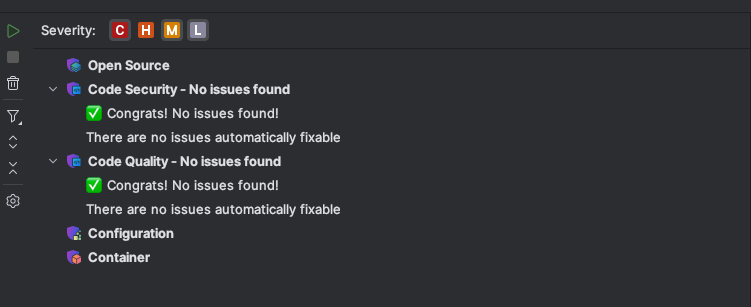 Severity: C H M L
Open Source
Code Security - No issues found
✅ Congrats! No issues found!
There are no issues automatically fixable
Code Quality - No issues found
✅ Congrats! No issues found!
There are no issues automatically fixable
Configuration
Container